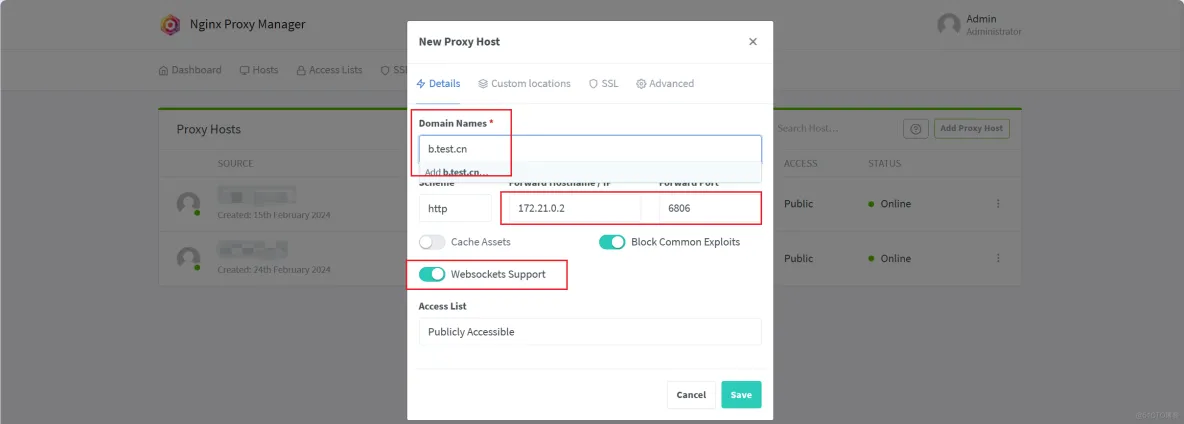 Nginx Proxy Manager
Admin
Administrator
Dashboard Hosts Access Lists SS
Proxy Hosts
Search Host...
Add Proxy Host
SOURCE ACCESS STATUS
Created: 15th February 2024
Public Online
Created: 24th February 2024
Public Online
New Proxy Host
Details Custom locations SSL Advanced
Domain Names *
b.test.cn
Add b.test.cn...
Scheme Forward Hostname / IP Forward Port
http 172.21.0.2 6806
Cache Assets Block Common Exploits
Websockets Support
Access List
Publicly Accessible
Cancel Save